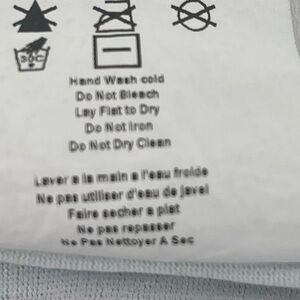 30C
Hand Wash cold
Do Not Bleach
Lay Flat to Dry
Do Not Iron
Do Not Dry Clean
Laver a la main a l'eau froide
Ne pas utiliser d'eau de javel
Faire secher a plat
Ne pas repasser
Ne Pas Nettoyer A Sec